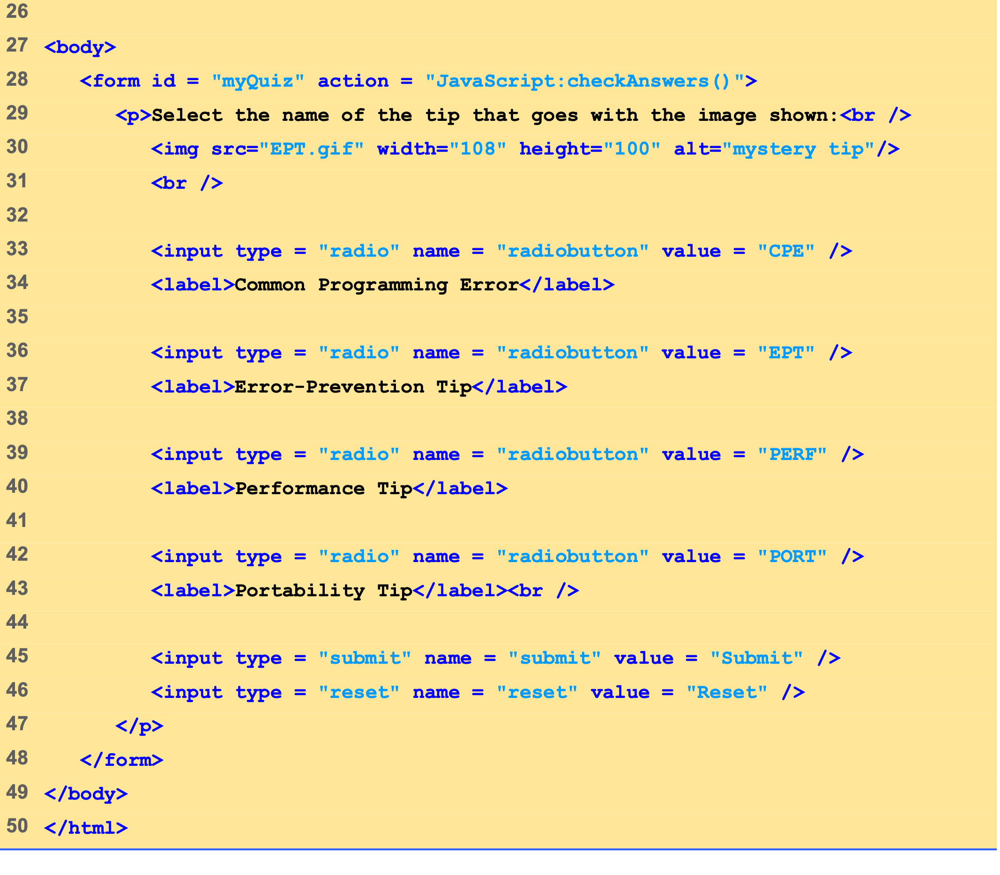 26
27 <body>
28 <form id = "myQuiz" action = "JavaScript:checkAnswers()">
29 <p>Select the name of the tip that goes with the image shown:<br />
30 <img src="EPT.gif" width="108" height="100" alt="mystery tip"/>
31 <br />
32
33 <input type = "radio" name = "radiobutton" value = "CPE" />
34 <label>Common Programming Error</label>
35
36 <input type = "radio" name = "radiobutton" value = "EPT" />
37 <label>Error-Prevention Tip</label>
38
39 <input type = "radio" name = "radiobutton" value = "PERF" />
40 <label>Performance Tip</label>
41
42 <input type = "radio" name = "radiobutton" value = "PORT" />
43 <label>Portability Tip</label><br />
44
45 <input type = "submit" name = "submit" value = "Submit" />
46 <input type = "reset" name = "reset" value = "Reset" />
47 </p>
48 </form>
49 </body>
50 </html>